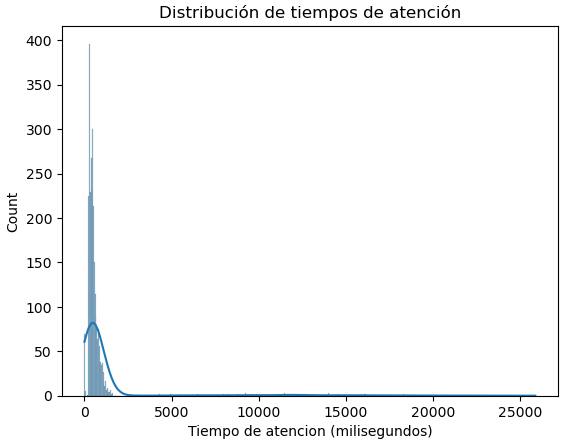 Distribución de tiempos de atención
400
350
300
250
200
150
100
50
0
Count
0 5000 10000 15000 20000 25000
Tiempo de atencion (milisegundos)